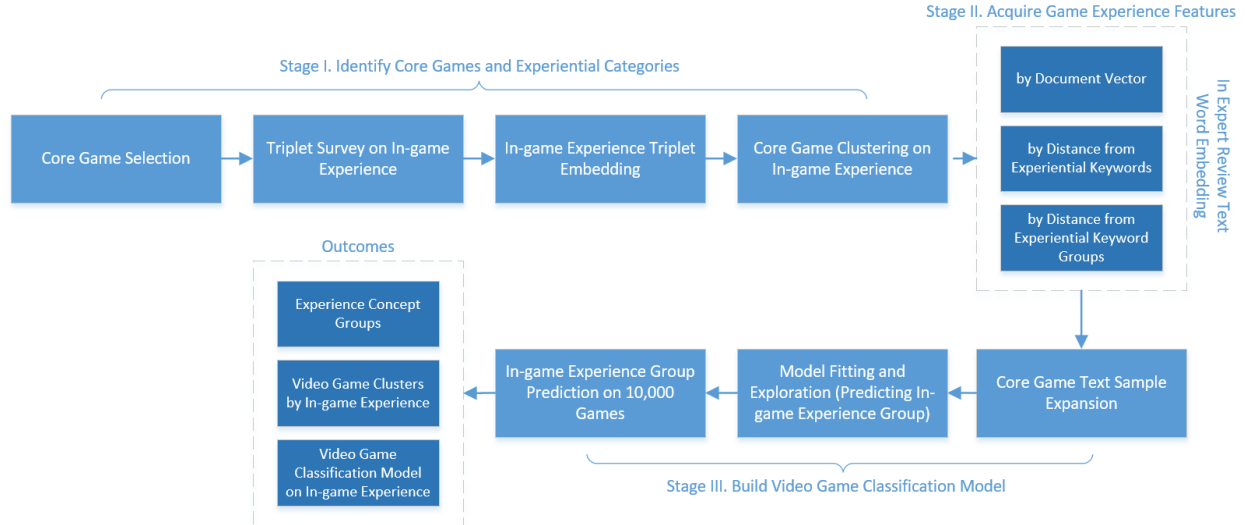 Stage II. Acquire Game Experience Features
Stage I. Identify Core Games and Experiential Categories
Core Game Selection
Triplet Survey on In-game
Experience
In-game Experience Triplet
Embedding
Core Game Clustering on
In-game Experience
by Document Vector
by Distance from
Experiential Keywords
by Distance from
Experiential Keyword
Groups
In Expert Review Text
Word Embedding
Outcomes
Experience Concept
Groups
Video Game Clusters
by In-game Experience
Video Game
Classification Model
on In-game Experience
In-game Experience Group
Prediction on 10,000
Games
Model Fitting and
Exploration (Predicting In-
game Experience Group)
Core Game Text Sample
Expansion
Stage III. Build Video Game Classification Model